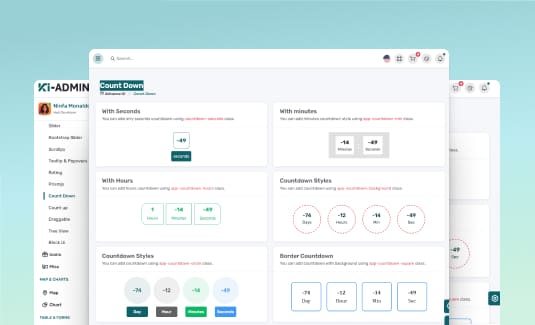 Ki-ADMIN
Ninfa Monaldo
Web Developer
Slider
Bootstrap Slider
Scrollpy
Tooltip & Popovers
Rating
Prismjs
Count Down
Count up
Draggable
Tree View
Block Ui
Icons
Misc
MAP & CHARTS
Map
Chart
TABLE & FORMS
Search...
Count Down
Advance UI
Count Down
With Seconds
You can add only seconds countdown using app-countdown-seconds class.
-49
Seconds
With minutes
You can add minutes countdown style using app-countdown-min class.
-14
Minutes
-49
Seconds
With Hours
You can add hours countdown using app-countdown-hours class.
1
Hours
-14
Minutes
-49
Seconds
Countdown Styles
You can add countdown using app-countdown-background class.
-74
Days
-12
Hours
-14
Min
-49
Sec
Countdown Styles
You can add countdown using app-countdown-circle class.
-74
-12
-14
-49
Day
Hour
Minutes
Seconds
Border Countdown
You can add countdown with background using app-countdown-square class.
-74
Day
-12
Hour
-14
Min
-49
Sec
class.
-49
Sec
class.